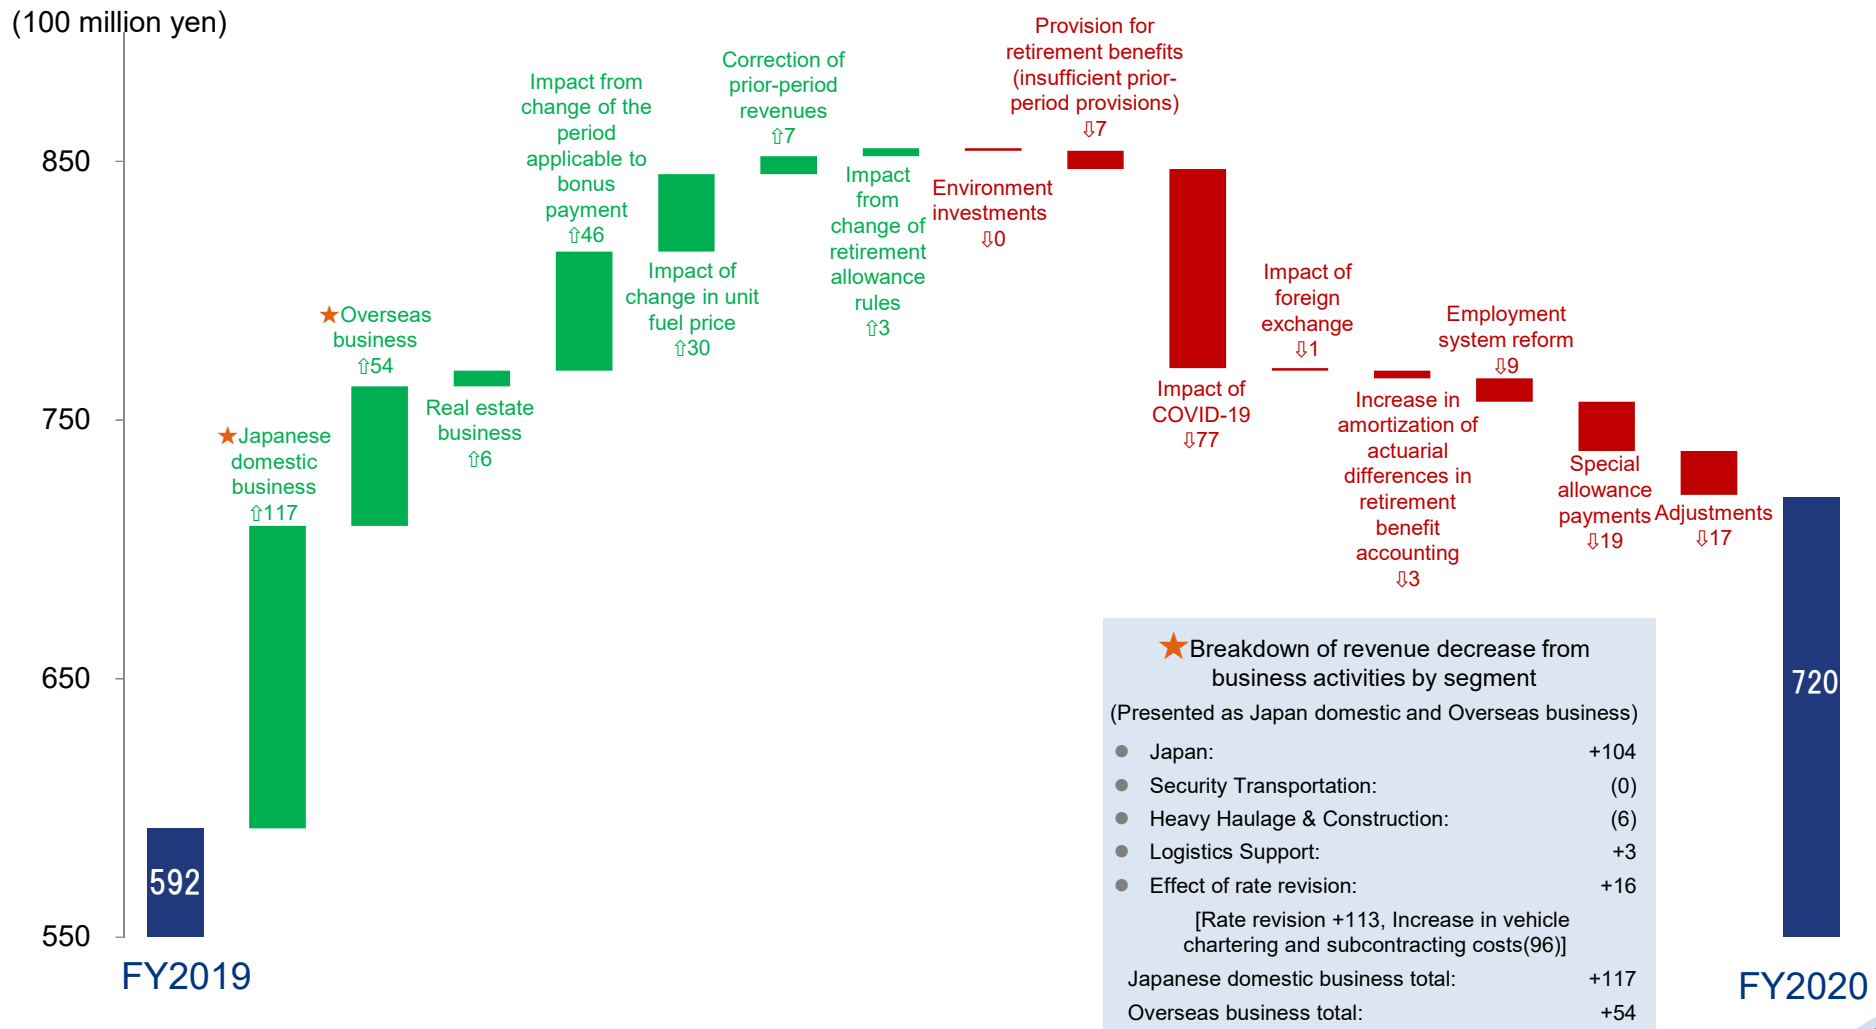 (100 million yen)
850
750
650
550
592
FY2019
★Japanese
domestic
business
⇧117
★Overseas
business
⇧54
Real estate
business
⇧6
Impact from
change of the
period
applicable to
bonus
payment
⇧46
Impact of
change in unit
fuel price
⇧30
Correction of
prior-period
revenues
⇧7
Impact
from
change of
retirement
allowance
rules
⇧3
Environment
investments
⇩0
Provision for
retirement benefits
(insufficient prior-
period provisions)
⇩7
Impact of
COVID-19
⇩77
Impact of
foreign
exchange
⇩1
Increase in
amortization of
actuarial
differences in
retirement
benefit
accounting
⇩3
Employment
system reform
⇩9
Special
allowance
payments
⇩19
Adjustments
⇩17
720
FY2020
★Breakdown of revenue decrease from
business activities by segment
(Presented as Japan domestic and Overseas business)
● Japan: +104
● Security Transportation: (0)
● Heavy Haulage & Construction: (6)
● Logistics Support: +3
● Effect of rate revision: +16
[Rate revision +113, Increase in vehicle
chartering and subcontracting costs(96)]
Japanese domestic business total: +117
Overseas business total: +54